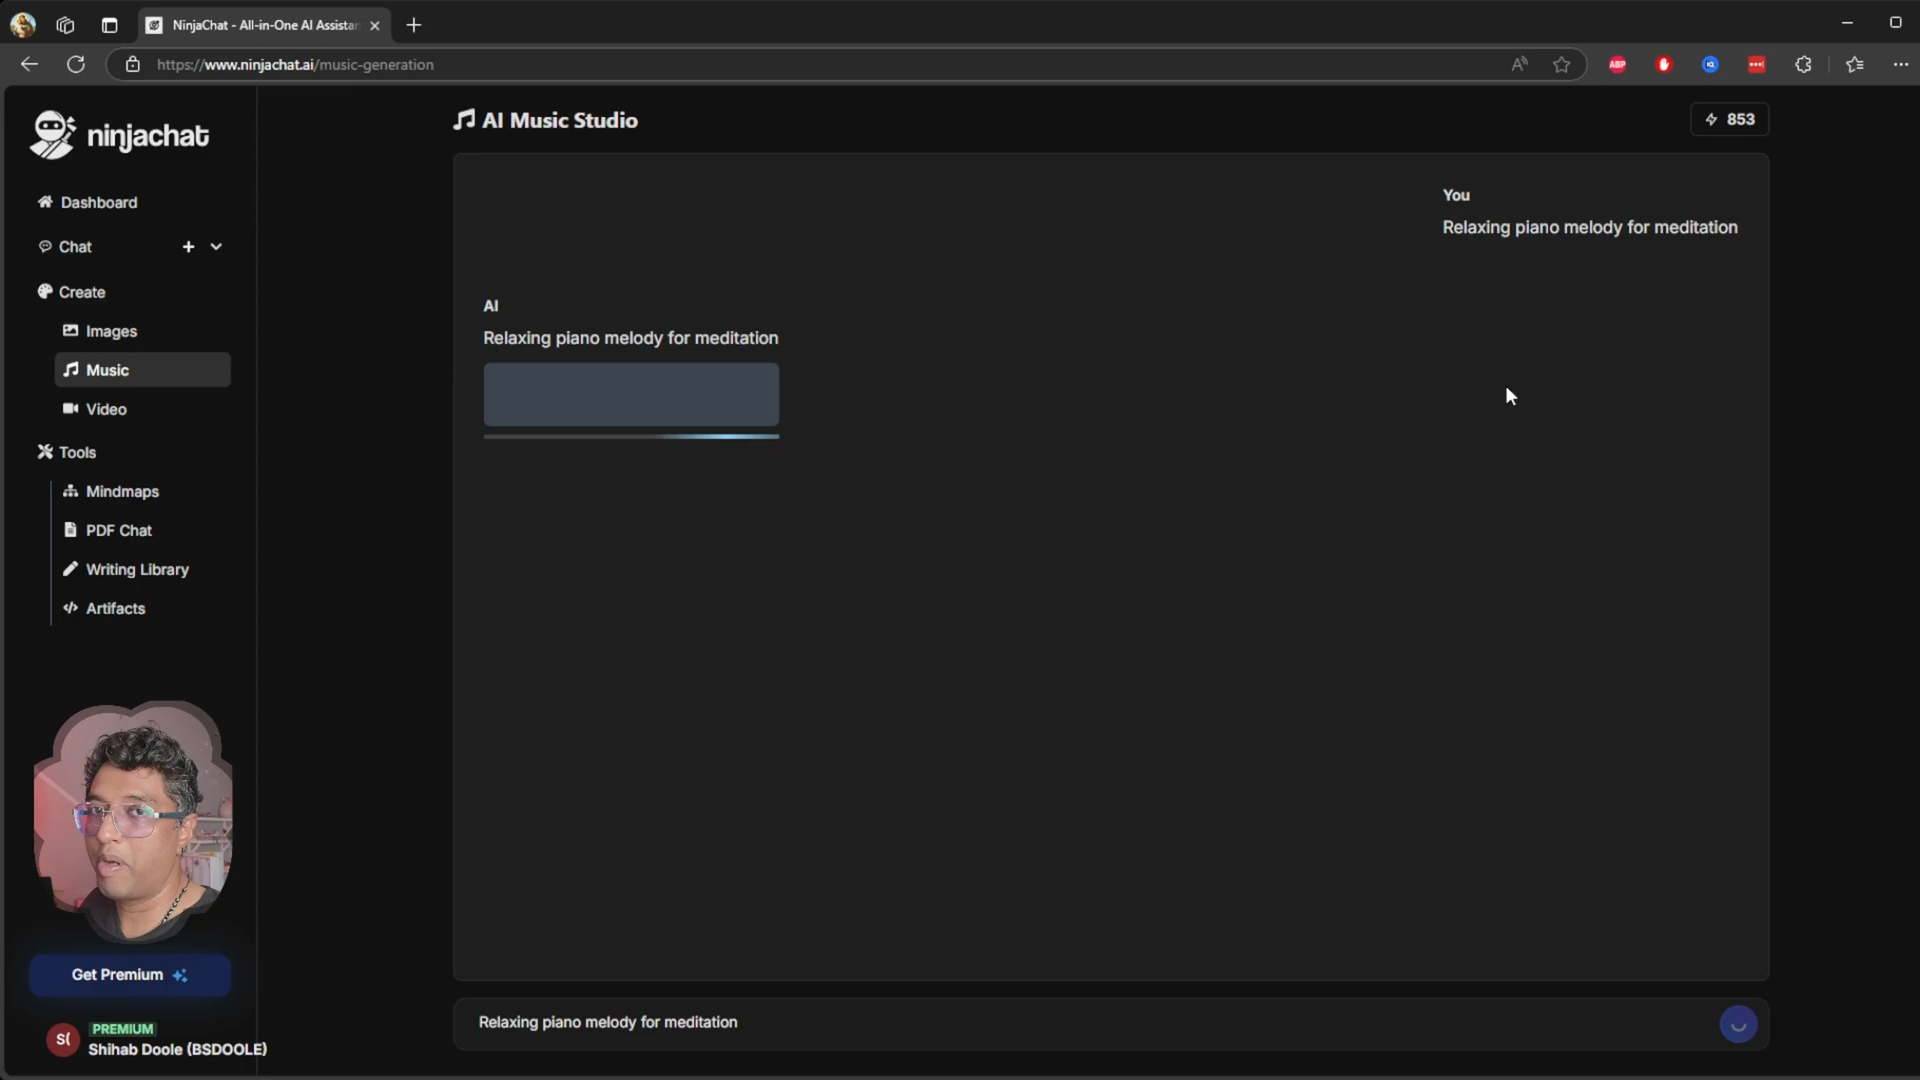 NinjaChat - All-in-One AI Assistan
https://www.ninjachat.ai/music-generation
ABP
ninjachat
AI Music Studio
853
Dashboard
Chat
Create
Images
Music
Video
Tools
Mindmaps
PDF Chat
Writing Library
Artifacts
You
Relaxing piano melody for meditation
AI
Relaxing piano melody for meditation
Get Premium
S(
PREMIUM
Shihab Doole (BSDOOLE)
Relaxing piano melody for meditation